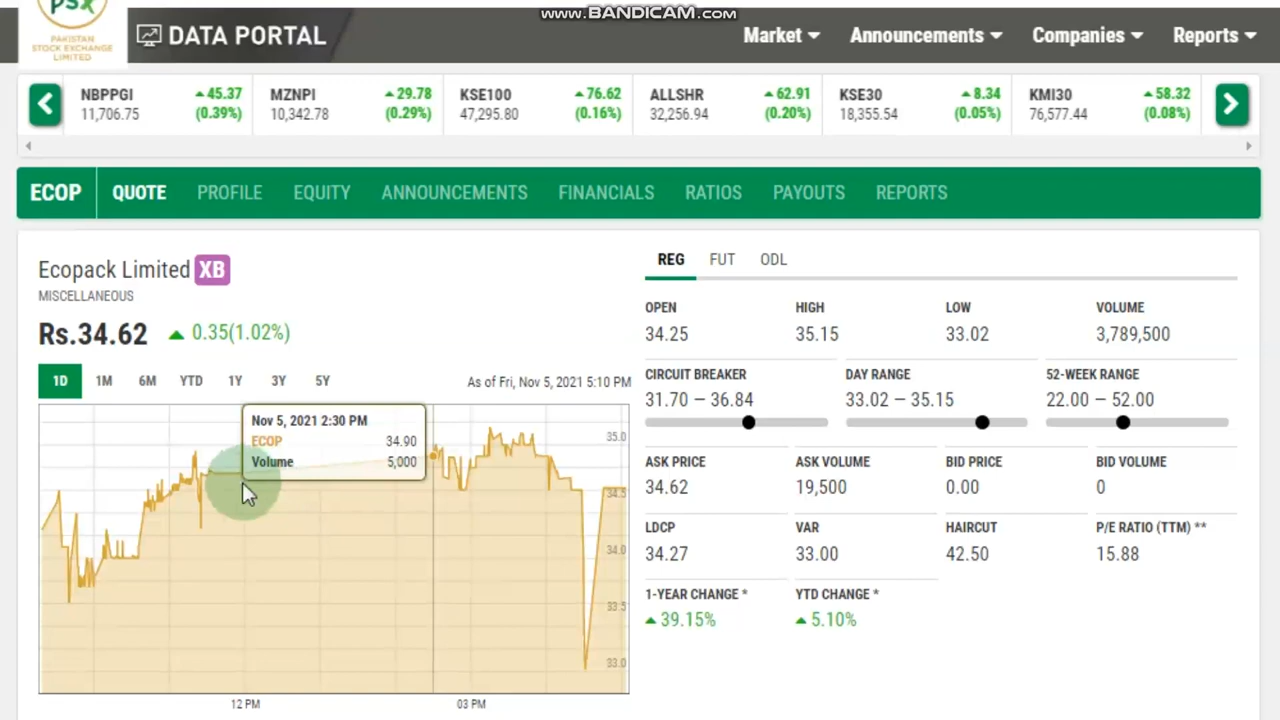 www.BANDICAM.com
psx
PAKISTAN
STOCK EXCHANGE
LIMITED
DATA PORTAL
Market
Announcements
Companies
Reports
NBPPGI 45.37
11,706.75 (0.39%)
MZNPI 29.78
10,342.78 (0.29%)
KSE100 76.62
47,295.80 (0.16%)
ALLSHR 62.91
32,256.94 (0.20%)
KSE30 8.34
18,355.54 (0.05%)
KMI30 58.32
76,577.44 (0.08%)
ECOP QUOTE PROFILE EQUITY ANNOUNCEMENTS FINANCIALS RATIOS PAYOUTS REPORTS
Ecopack Limited XB
MISCELLANEOUS
Rs.34.62 0.35(1.02%)
1D 1M 6M YTD 1Y 3Y 5Y
As of Fri, Nov 5, 2021 5:10 PM
Nov 5, 2021 2:30 PM
ECOP 34.90
Volume 5,000
35.0
34.5
34.0
33.5
33.0
12 PM 03 PM
REG FUT ODL
OPEN HIGH LOW VOLUME
34.25 35.15 33.02 3,789,500
CIRCUIT BREAKER DAY RANGE 52-WEEK RANGE
31.70 — 36.84 33.02 — 35.15 22.00 — 52.00
ASK PRICE ASK VOLUME BID PRICE BID VOLUME
34.62 19,500 0.00 0
LDCP VAR HAIRCUT P/E RATIO (TTM) **
34.27 33.00 42.50 15.88
1-YEAR CHANGE * YTD CHANGE *
39.15% 5.10%